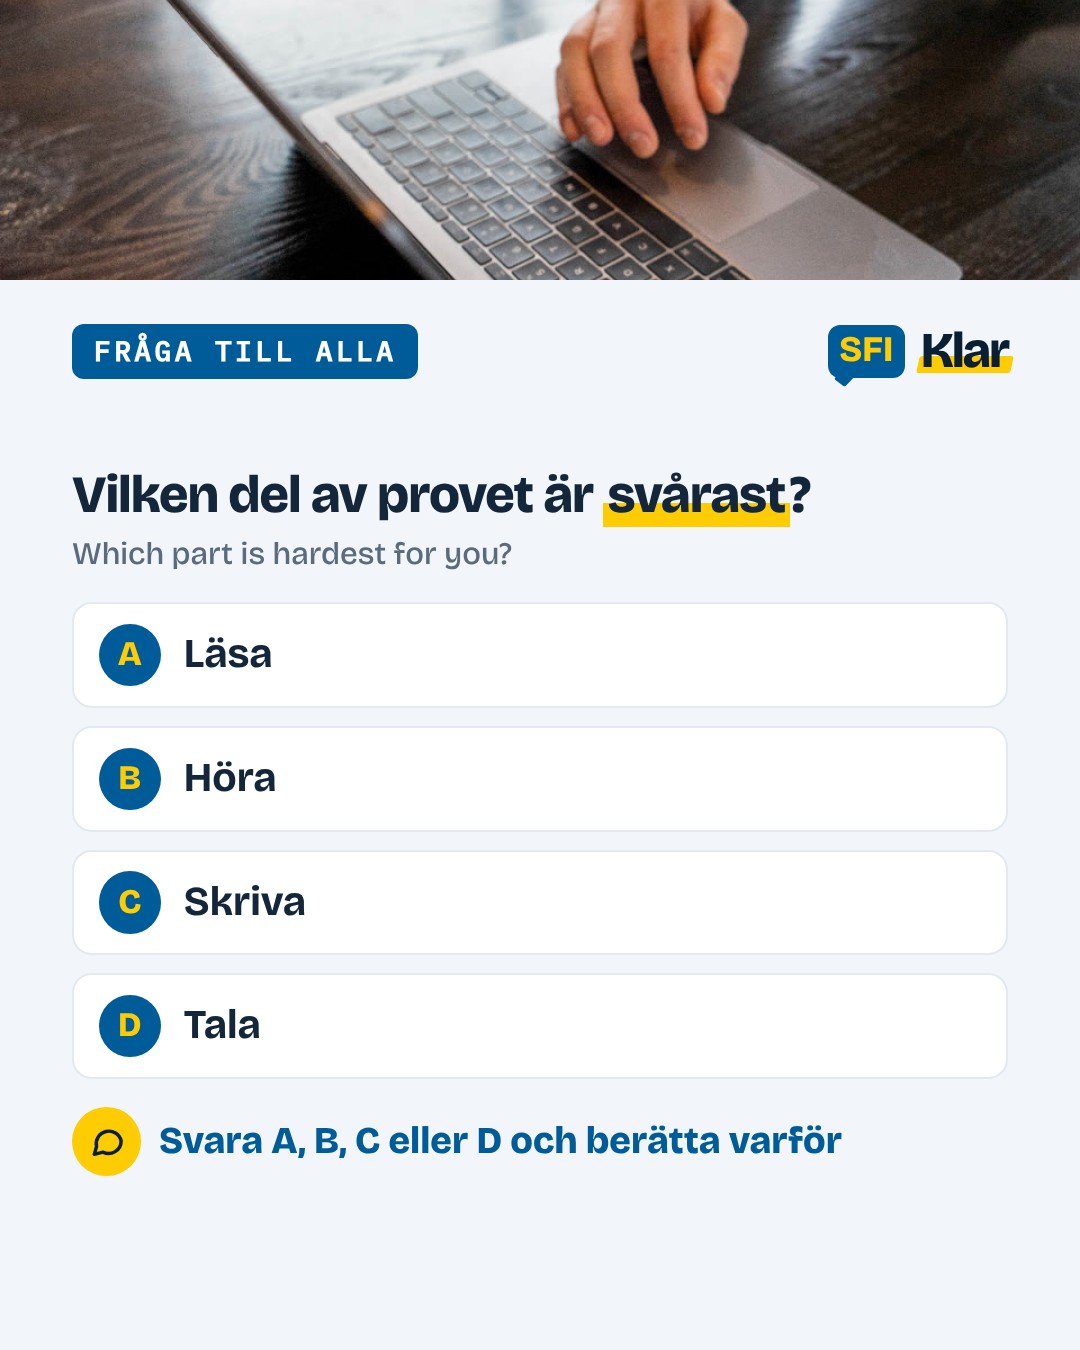 FRÅGA TILL ALLA
SFI Klar
Vilken del av provet är svårast?
Which part is hardest for you?
A Läsa
B Höra
C Skriva
D Tala
Svara A, B, C eller D och berätta varför